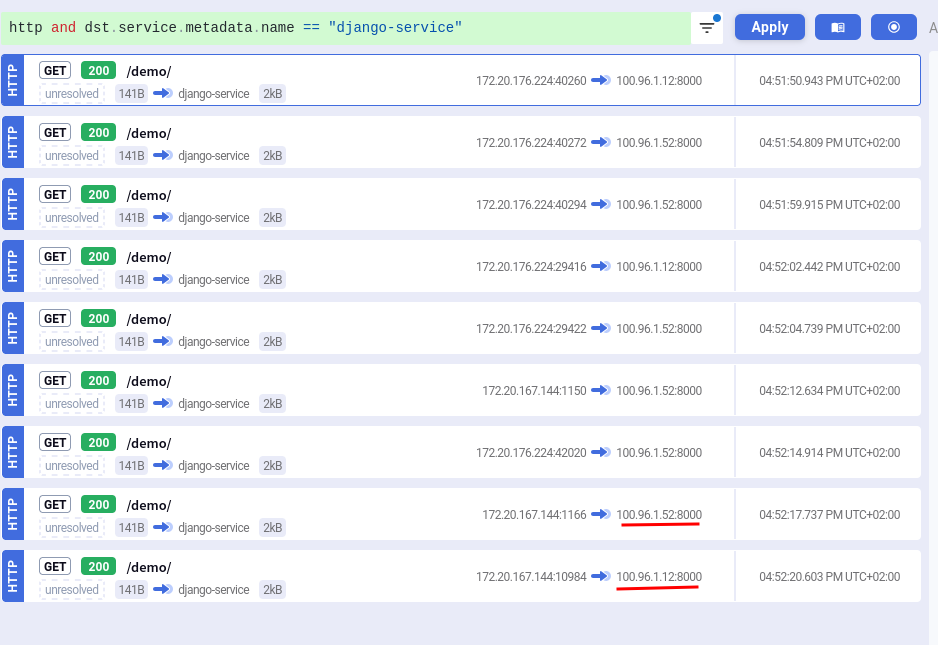 http and dst.service.metadata.name == "django-service"
Apply
A
HTTP
GET 200 /demo/
unresolved 141B django-service 2kB
172.20.176.224:40260 100.96.1.12:8000
04:51:50.943 PM UTC+02:00
HTTP
GET 200 /demo/
unresolved 141B django-service 2kB
172.20.176.224:40272 100.96.1.52:8000
04:51:54.809 PM UTC+02:00
HTTP
GET 200 /demo/
unresolved 141B django-service 2kB
172.20.176.224:40294 100.96.1.52:8000
04:51:59.915 PM UTC+02:00
HTTP
GET 200 /demo/
unresolved 141B django-service 2kB
172.20.176.224:29416 100.96.1.12:8000
04:52:02.442 PM UTC+02:00
HTTP
GET 200 /demo/
unresolved 141B django-service 2kB
172.20.176.224:29422 100.96.1.52:8000
04:52:04.739 PM UTC+02:00
HTTP
GET 200 /demo/
unresolved 141B django-service 2kB
172.20.167.144:1150 100.96.1.52:8000
04:52:12.634 PM UTC+02:00
HTTP
GET 200 /demo/
unresolved 141B django-service 2kB
172.20.176.224:42020 100.96.1.52:8000
04:52:14.914 PM UTC+02:00
HTTP
GET 200 /demo/
unresolved 141B django-service 2kB
172.20.167.144:1166 100.96.1.52:8000
04:52:17.737 PM UTC+02:00
HTTP
GET 200 /demo/
unresolved 141B django-service 2kB
172.20.167.144:10984 100.96.1.12:8000
04:52:20.603 PM UTC+02:00